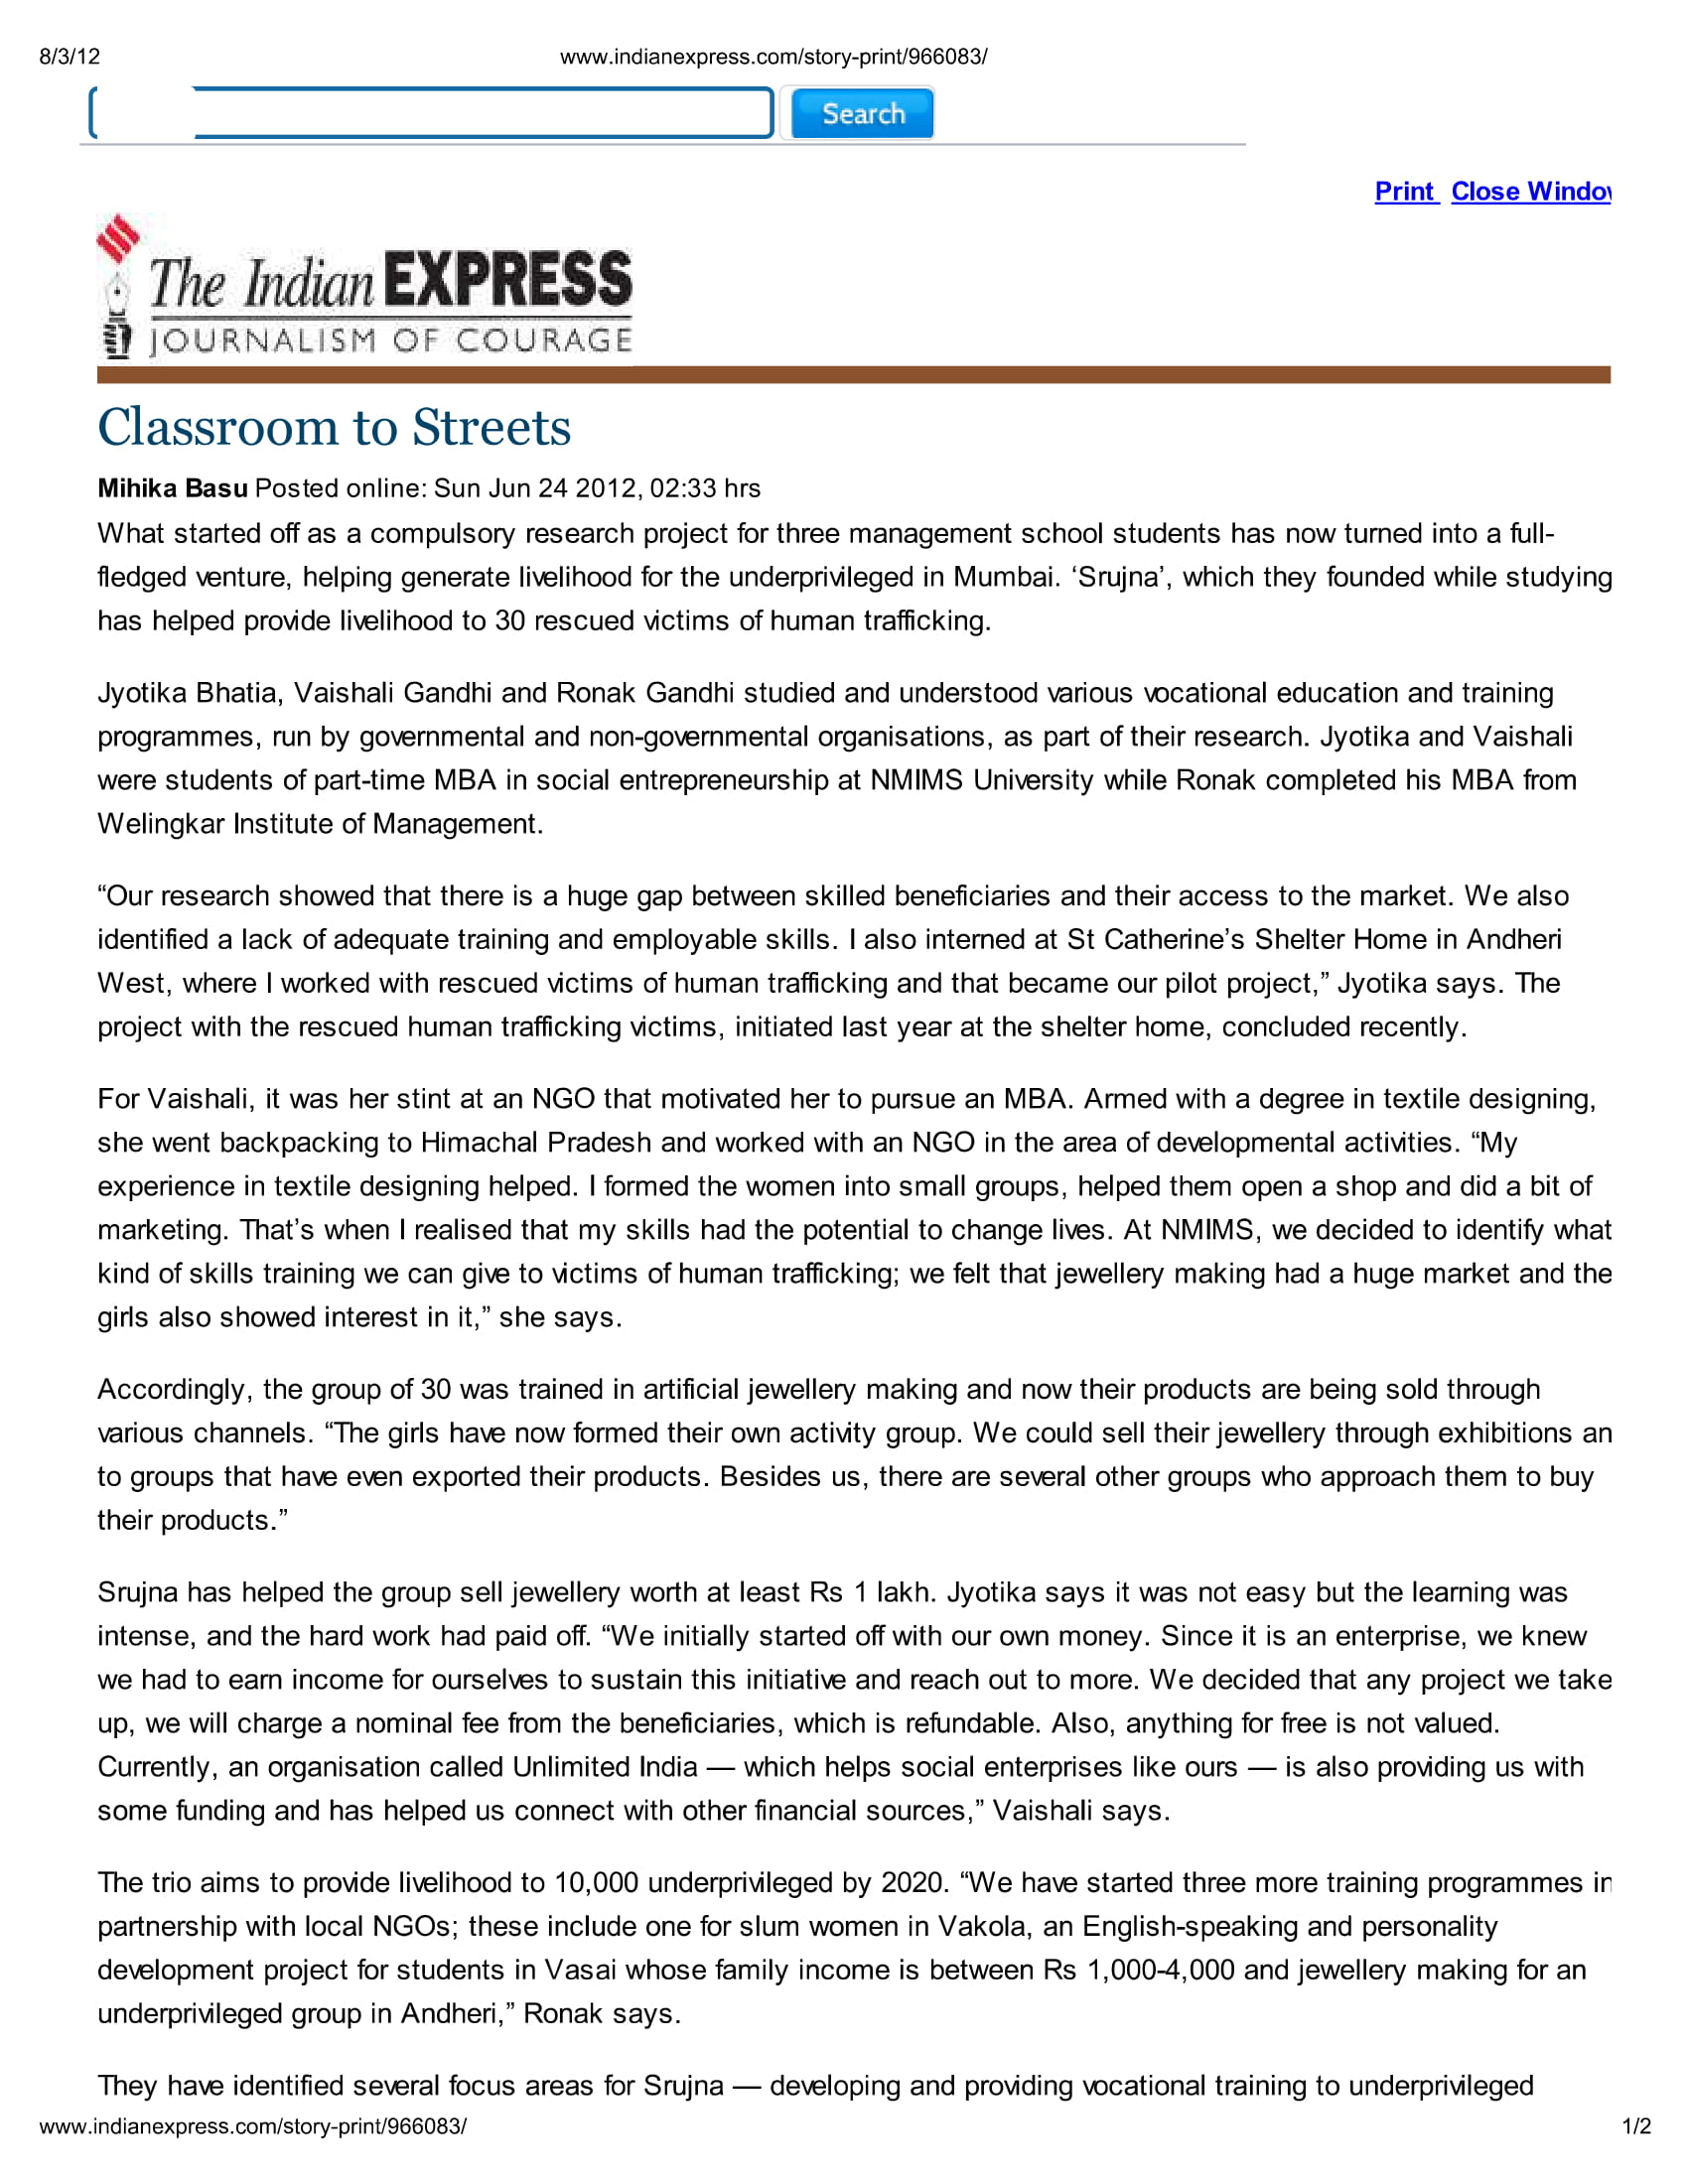 8/3/12
www.indianexpress.com/story-print/966083/
Search
Print Close Window
The Indian EXPRESS
JOURNALISM OF COURAGE
Classroom to Streets
Mihika Basu Posted online: Sun Jun 24 2012, 02:33 hrs
What started off as a compulsory research project for three management school students has now turned into a full-
fledged venture, helping generate livelihood for the underprivileged in Mumbai. ‘Srujna’, which they founded while studying
has helped provide livelihood to 30 rescued victims of human trafficking.
Jyotika Bhatia, Vaishali Gandhi and Ronak Gandhi studied and understood various vocational education and training
programmes, run by governmental and non-governmental organisations, as part of their research. Jyotika and Vaishali
were students of part-time MBA in social entrepreneurship at NMIMS University while Ronak completed his MBA from
Welingkar Institute of Management.
“Our research showed that there is a huge gap between skilled beneficiaries and their access to the market. We also
identified a lack of adequate training and employable skills. I also interned at St Catherine’s Shelter Home in Andheri
West, where I worked with rescued victims of human trafficking and that became our pilot project,” Jyotika says. The
project with the rescued human trafficking victims, initiated last year at the shelter home, concluded recently.
For Vaishali, it was her stint at an NGO that motivated her to pursue an MBA. Armed with a degree in textile designing,
she went backpacking to Himachal Pradesh and worked with an NGO in the area of developmental activities. “My
experience in textile designing helped. I formed the women into small groups, helped them open a shop and did a bit of
marketing. That’s when I realised that my skills had the potential to change lives. At NMIMS, we decided to identify what
kind of skills training we can give to victims of human trafficking; we felt that jewellery making had a huge market and the
girls also showed interest in it,” she says.
Accordingly, the group of 30 was trained in artificial jewellery making and now their products are being sold through
various channels. “The girls have now formed their own activity group. We could sell their jewellery through exhibitions an
to groups that have even exported their products. Besides us, there are several other groups who approach them to buy
their products.”
Srujna has helped the group sell jewellery worth at least Rs 1 lakh. Jyotika says it was not easy but the learning was
intense, and the hard work had paid off. “We initially started off with our own money. Since it is an enterprise, we knew
we had to earn income for ourselves to sustain this initiative and reach out to more. We decided that any project we take
up, we will charge a nominal fee from the beneficiaries, which is refundable. Also, anything for free is not valued.
Currently, an organisation called Unlimited India — which helps social enterprises like ours — is also providing us with
some funding and has helped us connect with other financial sources,” Vaishali says.
The trio aims to provide livelihood to 10,000 underprivileged by 2020. “We have started three more training programmes in
partnership with local NGOs; these include one for slum women in Vakola, an English-speaking and personality
development project for students in Vasai whose family income is between Rs 1,000-4,000 and jewellery making for an
underprivileged group in Andheri,” Ronak says.
They have identified several focus areas for Srujna — developing and providing vocational training to underprivileged
www.indianexpress.com/story-print/966083/
1/2